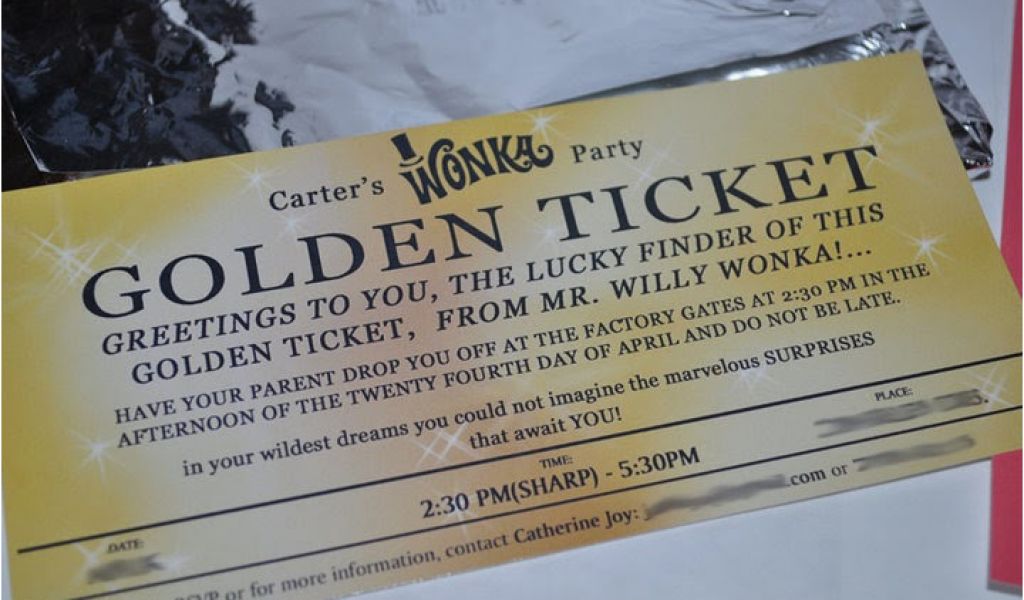 Carter's WONKA Party
GOLDEN TICKET
GREETINGS TO YOU, THE LUCKY FINDER OF THIS
GOLDEN TICKET, FROM MR. WILLY WONKA!...
HAVE YOUR PARENT DROP YOU OFF AT THE FACTORY GATES AT 2:30 PM IN THE
AFTERNOON OF THE TWENTY FOURTH DAY OF APRIL AND DO NOT BE LATE.
in your wildest dreams you could not imagine the marvelous SURPRISES
that await YOU!
DATE:
TIME:
2:30 PM(SHARP) - 5:30PM
PLACE:
or for more information, contact Catherine Joy: .com or